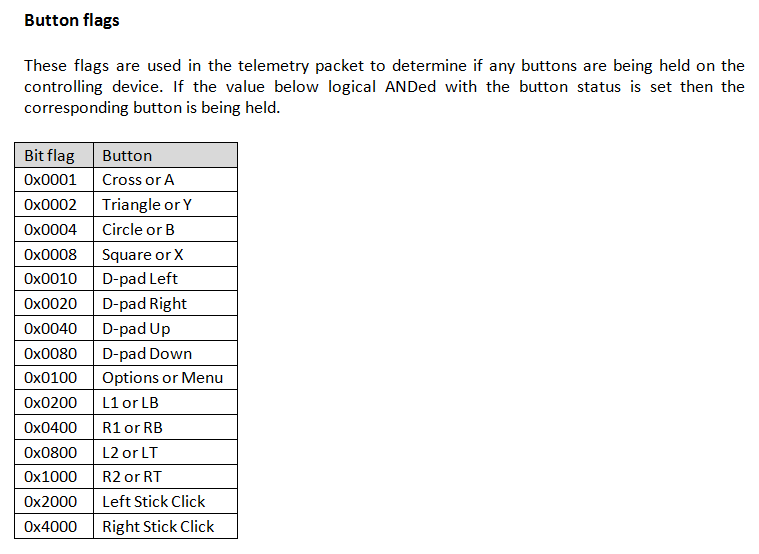 Button flags
These flags are used in the telemetry packet to determine if any buttons are being held on the
controlling device. If the value below logical ANDed with the button status is set then the
corresponding button is being held.
Bit flag Button
0x0001 Cross or A
0x0002 Triangle or Y
0x0004 Circle or B
0x0008 Square or X
0x0010 D-pad Left
0x0020 D-pad Right
0x0040 D-pad Up
0x0080 D-pad Down
0x0100 Options or Menu
0x0200 L1 or LB
0x0400 R1 or RB
0x0800 L2 or LT
0x1000 R2 or RT
0x2000 Left Stick Click
0x4000 Right Stick Click